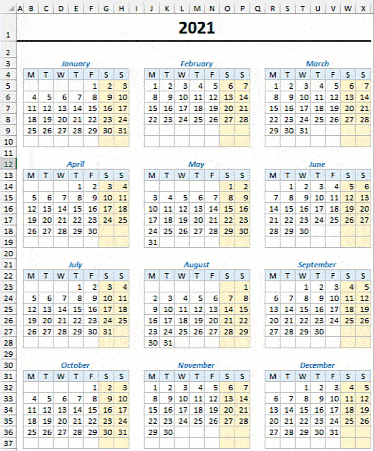 A B C D E F G H I J K L M N O P Q R S T U V W X
1 2021
2
3 January February March
4 M T W T F S S M T W T F S S M T W T F S S
5 1 2 3 1 2 3 4 5 6 7 1 2 3 4 5 6 7
6 4 5 6 7 8 9 10 8 9 10 11 12 13 14 8 9 10 11 12 13 14
7 11 12 13 14 15 16 17 15 16 17 18 19 20 21 15 16 17 18 19 20 21
8 18 19 20 21 22 23 24 22 23 24 25 26 27 28 22 23 24 25 26 27 28
9 25 26 27 28 29 30 31 29 30 31
10
11
12 April May June
13 M T W T F S S M T W T F S S M T W T F S S
14 1 2 3 4 1 2 1 2 3 4 5 6
15 5 6 7 8 9 10 11 3 4 5 6 7 8 9 7 8 9 10 11 12 13
16 12 13 14 15 16 17 18 10 11 12 13 14 15 16 14 15 16 17 18 19 20
17 19 20 21 22 23 24 25 17 18 19 20 21 22 23 21 22 23 24 25 26 27
18 26 27 28 29 30 24 25 26 27 28 29 30 28 29 30
19 31
20
21 July August September
22 M T W T F S S M T W T F S S M T W T F S S
23 1 2 3 4 1 1 2 3 4 5
24 5 6 7 8 9 10 11 2 3 4 5 6 7 8 6 7 8 9 10 11 12
25 12 13 14 15 16 17 18 9 10 11 12 13 14 15 13 14 15 16 17 18 19
26 19 20 21 22 23 24 25 16 17 18 19 20 21 22 20 21 22 23 24 25 26
27 26 27 28 29 30 31 23 24 25 26 27 28 29 27 28 29 30
28 30 31
29
30 October November December
31 M T W T F S S M T W T F S S M T W T F S S
32 1 2 3 1 2 3 4 5 6 7 1 2 3 4 5
33 4 5 6 7 8 9 10 8 9 10 11 12 13 14 6 7 8 9 10 11 12
34 11 12 13 14 15 16 17 15 16 17 18 19 20 21 13 14 15 16 17 18 19
35 18 19 20 21 22 23 24 22 23 24 25 26 27 28 20 21 22 23 24 25 26
36 25 26 27 28 29 30 31 29 30 27 28 29 30 31
37